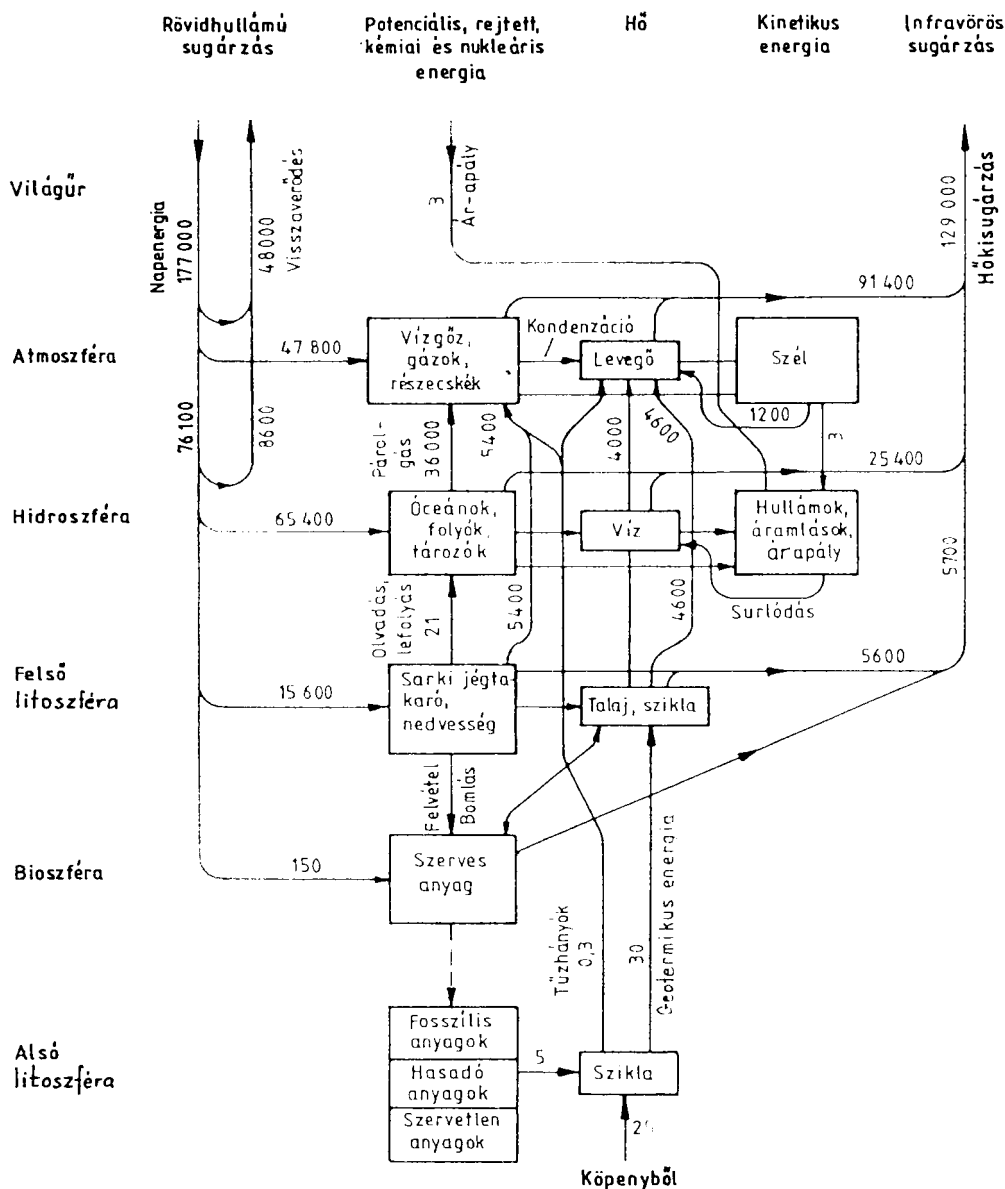 Rövidhullámú
sugárzás
Potenciális, rejtett,
kémiai és nukleáris
energia
Hő
Kinetikus
energia
Infravörös
sugárzás
Világűr
Napenergia
177 000
48000
Visszaverődés
3
Ár-apály
129 000
Hőkisugárzás
91 400
Atmoszféra
47 800
Vízgőz,
gázok,
részecskék
Kondenzáció
Levegő
Szél
1200
76100
8600
Párol-
gás
36 000
5400
4000
4600
3
25 400
Hidroszféra
65 400
Óceánok,
folyók,
tározók
Víz
Hullámok,
áramlások,
árapály
Surlódás
5700
Olvadás,
lefolyás
21
5400
4600
5600
Felső
litoszféra
15 600
Sarki jégta-
karó,
nedvesség
Talaj, szikla
Felvétel
Bomlás
Bioszféra
150
Szerves
anyag
Tűzhányók
0,3
30
Geotermikus energia
Alsó
litoszféra
Fosszílis
anyagok
Hasadó
anyagok
Szervetlen
anyagok
5
Szikla
Köpenyből